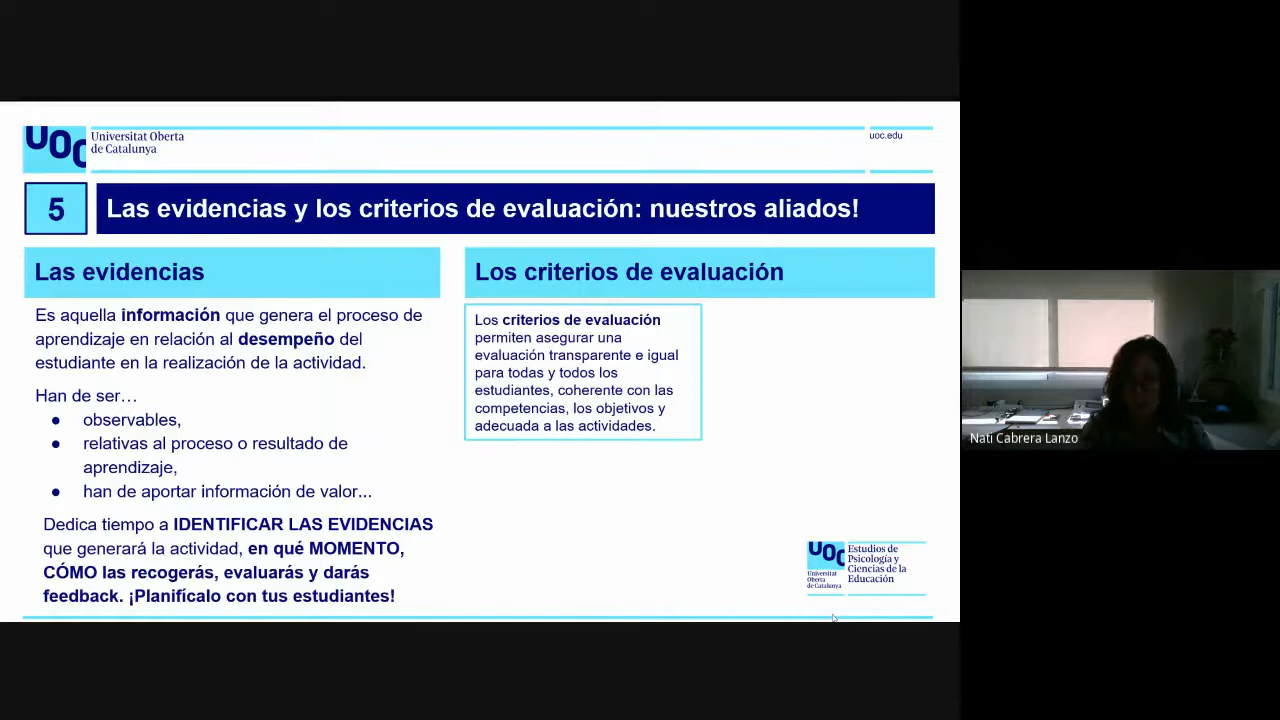 UOC
Universitat Oberta
de Catalunya
uoc.edu
5
Las evidencias y los criterios de evaluación: nuestros aliados!
Las evidencias
Es aquella información que genera el proceso de
aprendizaje en relación al desempeño del
estudiante en la realización de la actividad.
Han de ser…
● observables,
● relativas al proceso o resultado de
aprendizaje,
● han de aportar información de valor...
Dedica tiempo a IDENTIFICAR LAS EVIDENCIAS
que generará la actividad, en qué MOMENTO,
CÓMO las recogerás, evaluarás y darás
feedback. ¡Planifícalo con tus estudiantes!
Los criterios de evaluación
Los criterios de evaluación
permiten asegurar una
evaluación transparente e igual
para todas y todos los
estudiantes, coherente con las
competencias, los objetivos y
adecuada a las actividades.
UOC
Universitat
Oberta
de Catalunya
Estudios de
Psicología y
Ciencias de la
Educación
Nati Cabrera Lanzo